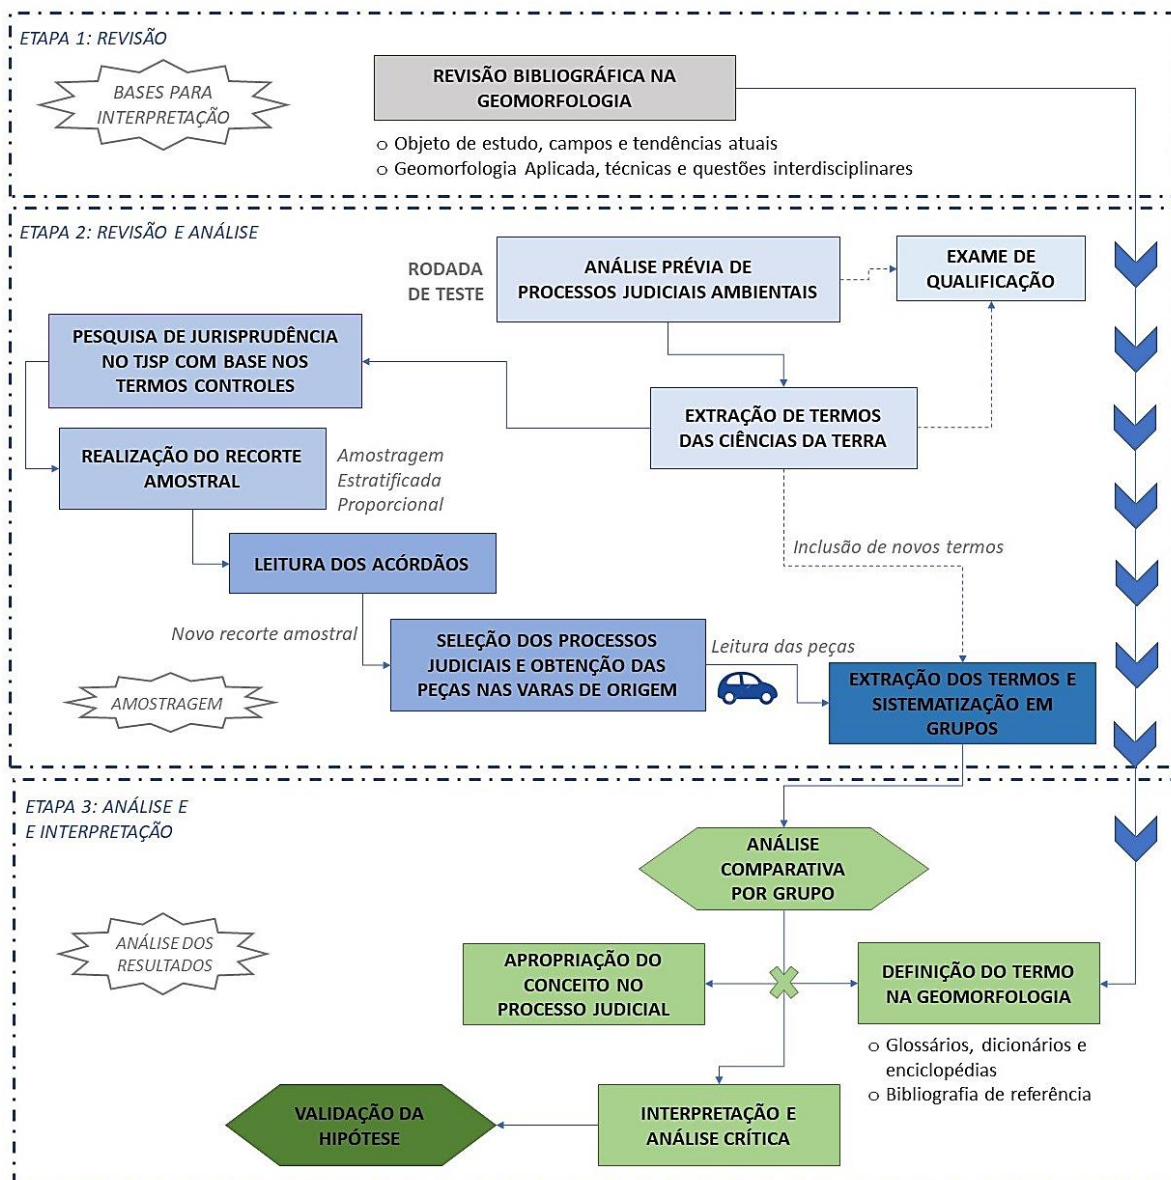 ETAPA 1: REVISÃO
BASES PARA
INTERPRETAÇÃO
REVISÃO BIBLIOGRÁFICA NA
GEOMORFOLOGIA
o Objeto de estudo, campos e tendências atuais
o Geomorfologia Aplicada, técnicas e questões interdisciplinares
ETAPA 2: REVISÃO E ANÁLISE
RODADA
DE TESTE
ANÁLISE PRÉVIA DE
PROCESSOS JUDICIAIS AMBIENTAIS
EXAME DE
QUALIFICAÇÃO
PESQUISA DE JURISPRUDÊNCIA
NO TJSP COM BASE NOS
TERMOS CONTROLES
EXTRAÇÃO DE TERMOS
DAS CIÊNCIAS DA TERRA
REALIZAÇÃO DO RECORTE
AMOSTRAL
Amostragem
Estratificada
Proporcional
Inclusão de novos termos
LEITURA DOS ACÓRDÃOS
Novo recorte amostral
SELEÇÃO DOS PROCESSOS
JUDICIAIS E OBTENÇÃO DAS
PEÇAS NAS VARAS DE ORIGEM
Leitura das peças
EXTRAÇÃO DOS TERMOS E
SISTEMATIZAÇÃO EM
GRUPOS
AMOSTRAGEM
ETAPA 3: ANÁLISE E
E INTERPRETAÇÃO
ANÁLISE
COMPARATIVA
POR GRUPO
ANÁLISE DOS
RESULTADOS
APROPRIAÇÃO DO
CONCEITO NO
PROCESSO JUDICIAL
DEFINIÇÃO DO TERMO
NA GEOMORFOLOGIA
o Glossários, dicionários e
enciclopédias
o Bibliografia de referência
VALIDAÇÃO DA
HIPÓTESE
INTERPRETAÇÃO E
ANÁLISE CRÍTICA